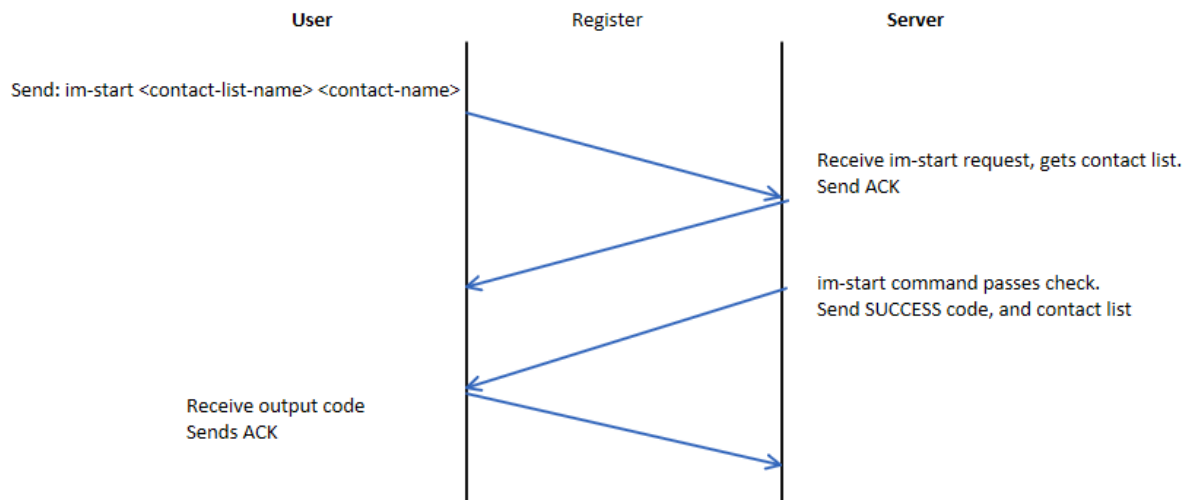 User
Register
Server
Send: im-start <contact-list-name> <contact-name>
Receive im-start request, gets contact list.
Send ACK
im-start command passes check.
Send SUCCESS code, and contact list
Receive output code
Sends ACK